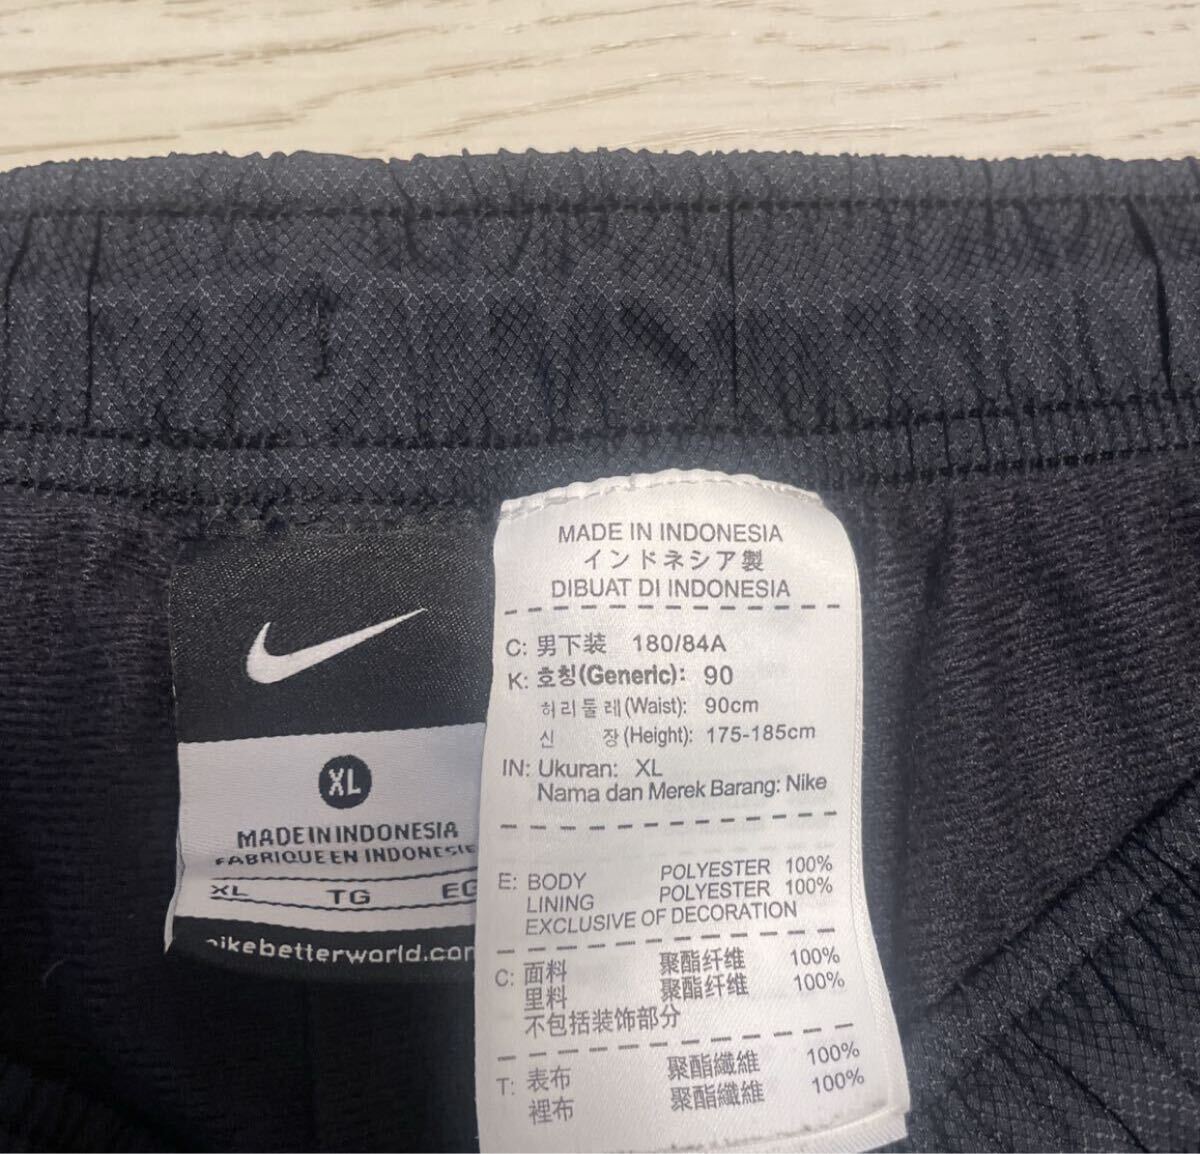 XL
MADE IN INDONESIA
FABRIQUE EN INDONESIE
XL TG EG
nikebetterworld.com
MADE IN INDONESIA
インドネシア製
DIBUAT DI INDONESIA
C: 男下装 180/84A
K: 호칭(Generic): 90
허리둘레(Waist): 90cm
신 장(Height): 175-185cm
IN: Ukuran: XL
Nama dan Merek Barang: Nike
E: BODY POLYESTER 100%
LINING POLYESTER 100%
EXCLUSIVE OF DECORATION
C: 面料 聚酯纤维 100%
里料 聚酯纤维 100%
不包括装饰部分
T: 表布 聚酯纖維 100%
裡布 聚酯纖維 100%